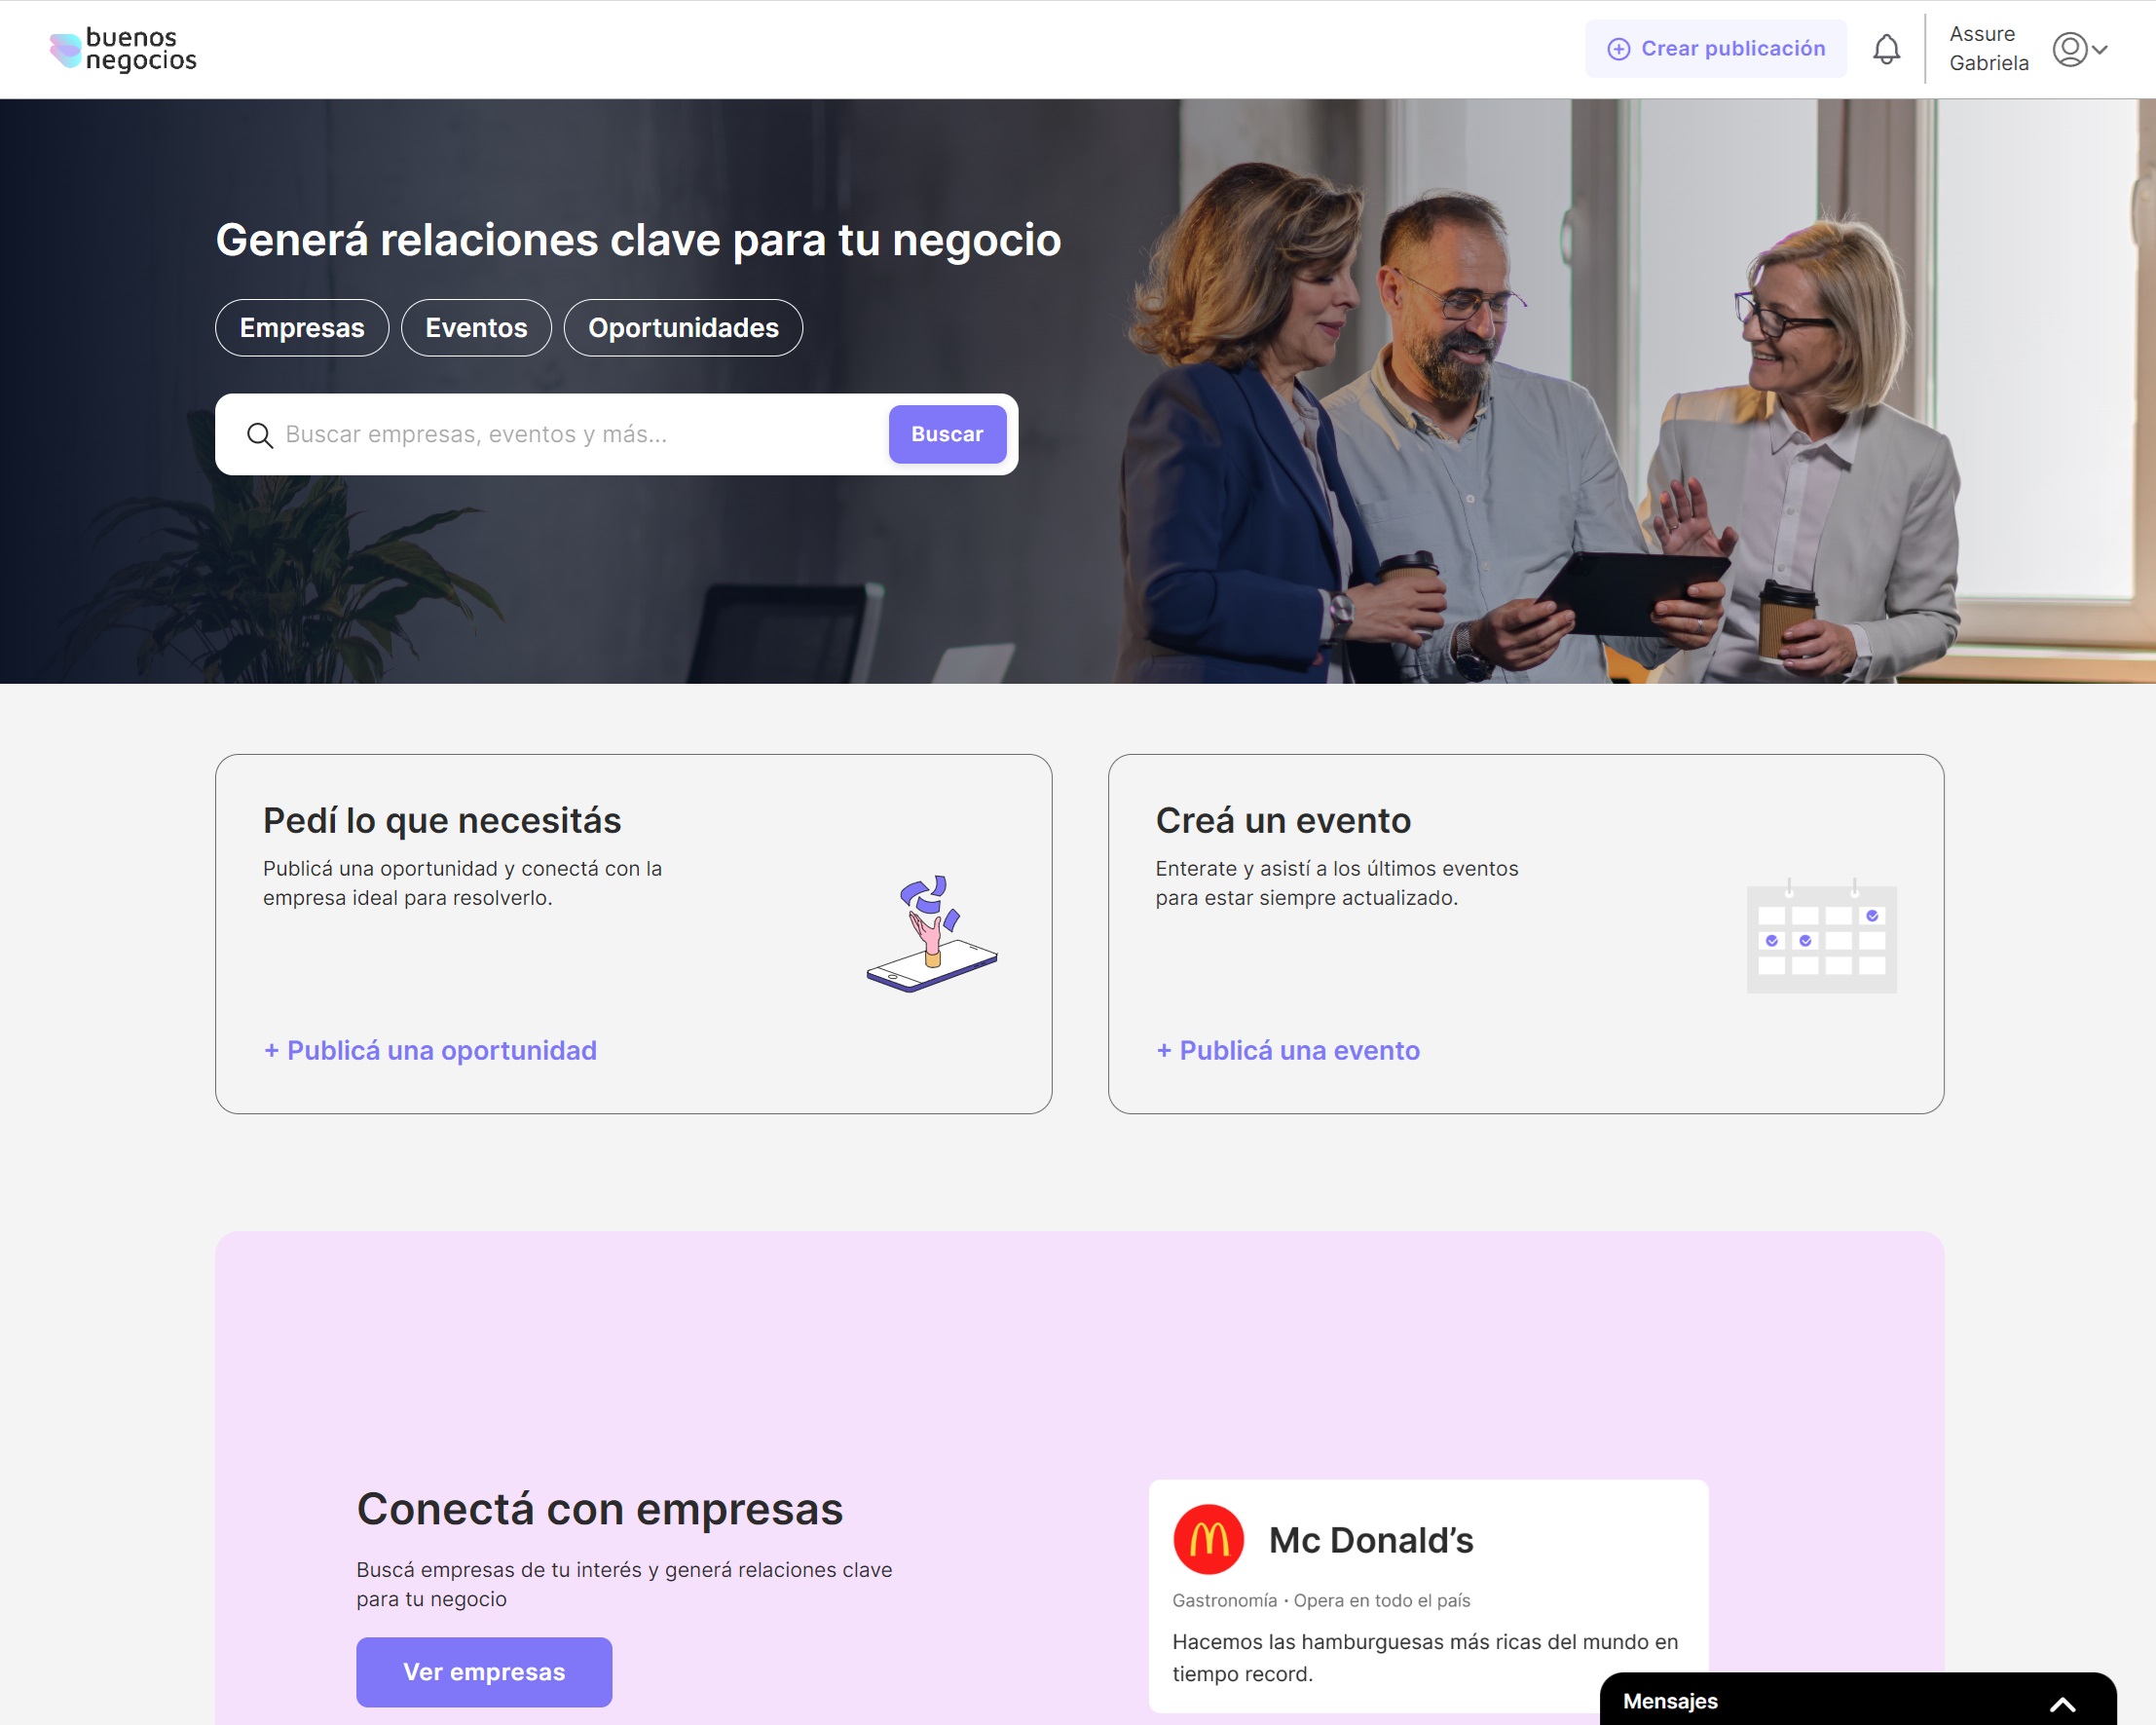 buenos
negocios
Crear publicación
Assure
Gabriela
Generá relaciones clave para tu negocio
Empresas
Eventos
Oportunidades
Buscar empresas, eventos y más...
Buscar
Pedí lo que necesitás
Publicá una oportunidad y conectá con la
empresa ideal para resolverlo.
+ Publicá una oportunidad
Creá un evento
Enterate y asistí a los últimos eventos
para estar siempre actualizado.
+ Publicá una evento
Conectá con empresas
Buscá empresas de tu interés y generá relaciones clave
para tu negocio
Ver empresas
Mc Donald’s
Gastronomía • Opera en todo el país
Hacemos las hamburguesas más ricas del mundo en
tiempo record.
Mensajes